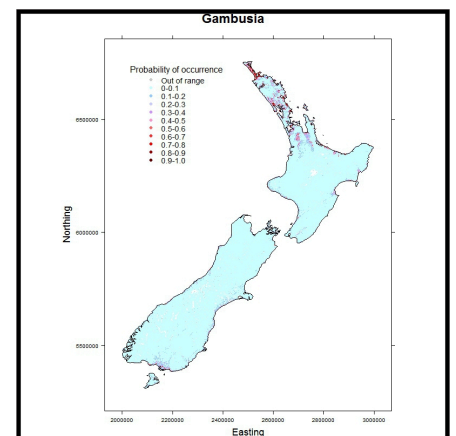 Gambusia
Probability of occurrence
Out of range
0-0.1
0.1-0.2
0.2-0.3
0.3-0.4
0.4-0.5
0.5-0.6
0.6-0.7
0.7-0.8
0.8-0.9
0.9-1.0
Northing
6500000
6000000
5500000
2000000 2200000 2400000 2600000 2800000 3000000
Easting